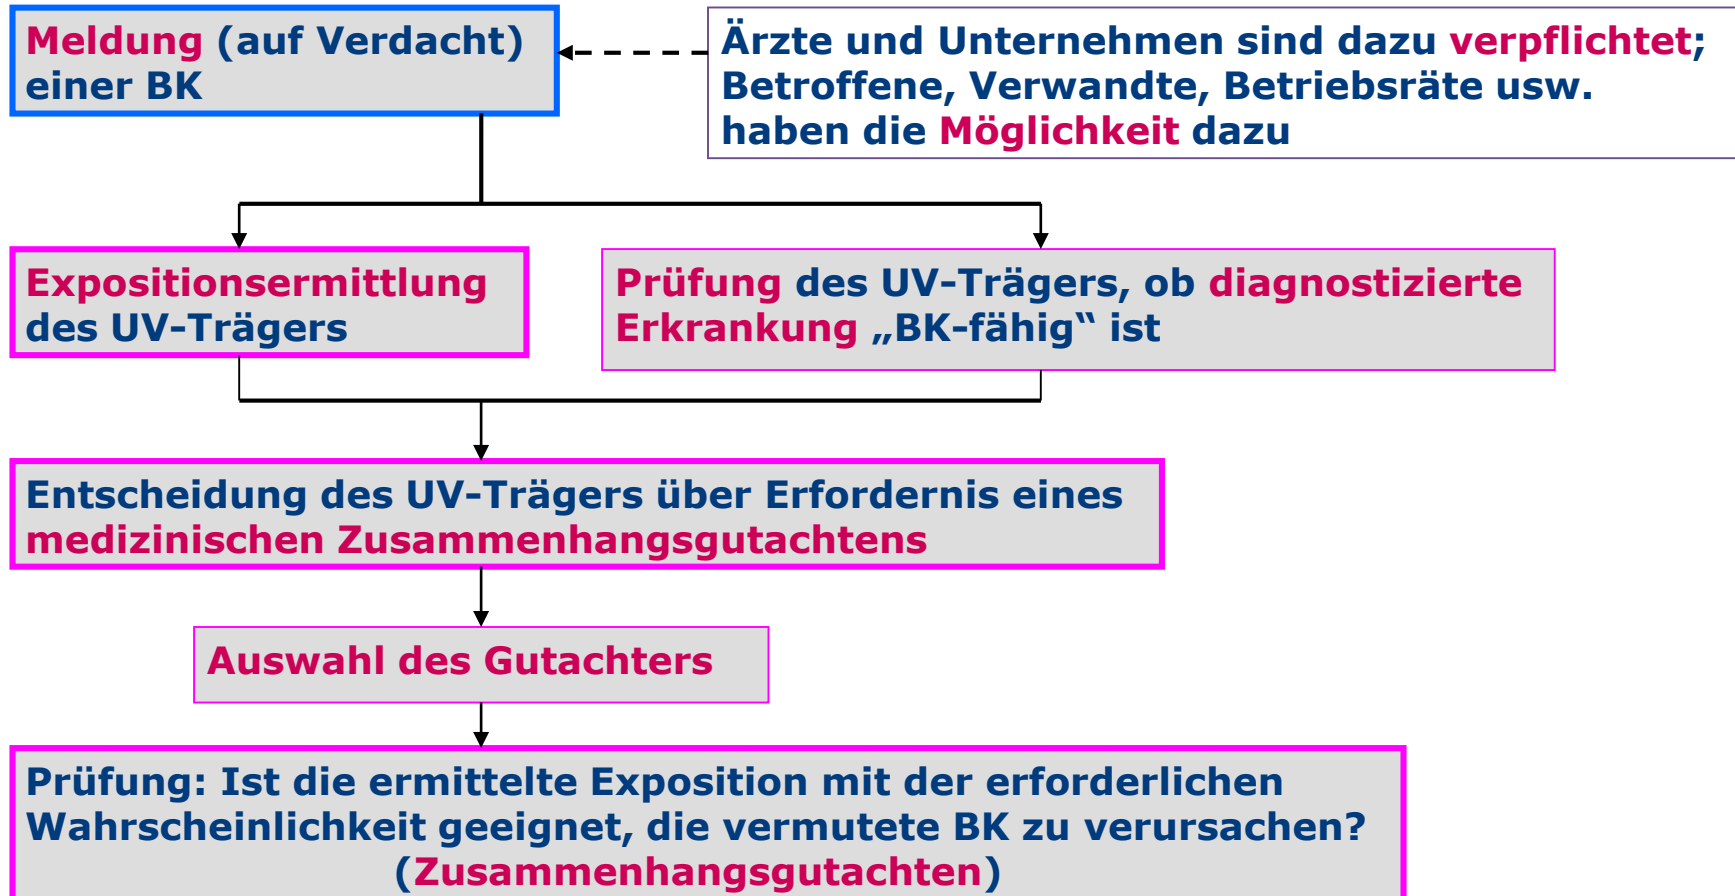 Meldung (auf Verdacht)
einer BK
Ärzte und Unternehmen sind dazu verpflichtet;
Betroffene, Verwandte, Betriebsräte usw.
haben die Möglichkeit dazu
Expositionsermittlung
des UV-Trägers
Prüfung des UV-Trägers, ob diagnostizierte
Erkrankung „BK-fähig“ ist
Entscheidung des UV-Trägers über Erfordernis eines
medizinischen Zusammenhangsgutachtens
Auswahl des Gutachters
Prüfung: Ist die ermittelte Exposition mit der erforderlichen
Wahrscheinlichkeit geeignet, die vermutete BK zu verursachen?
(Zusammenhangsgutachten)